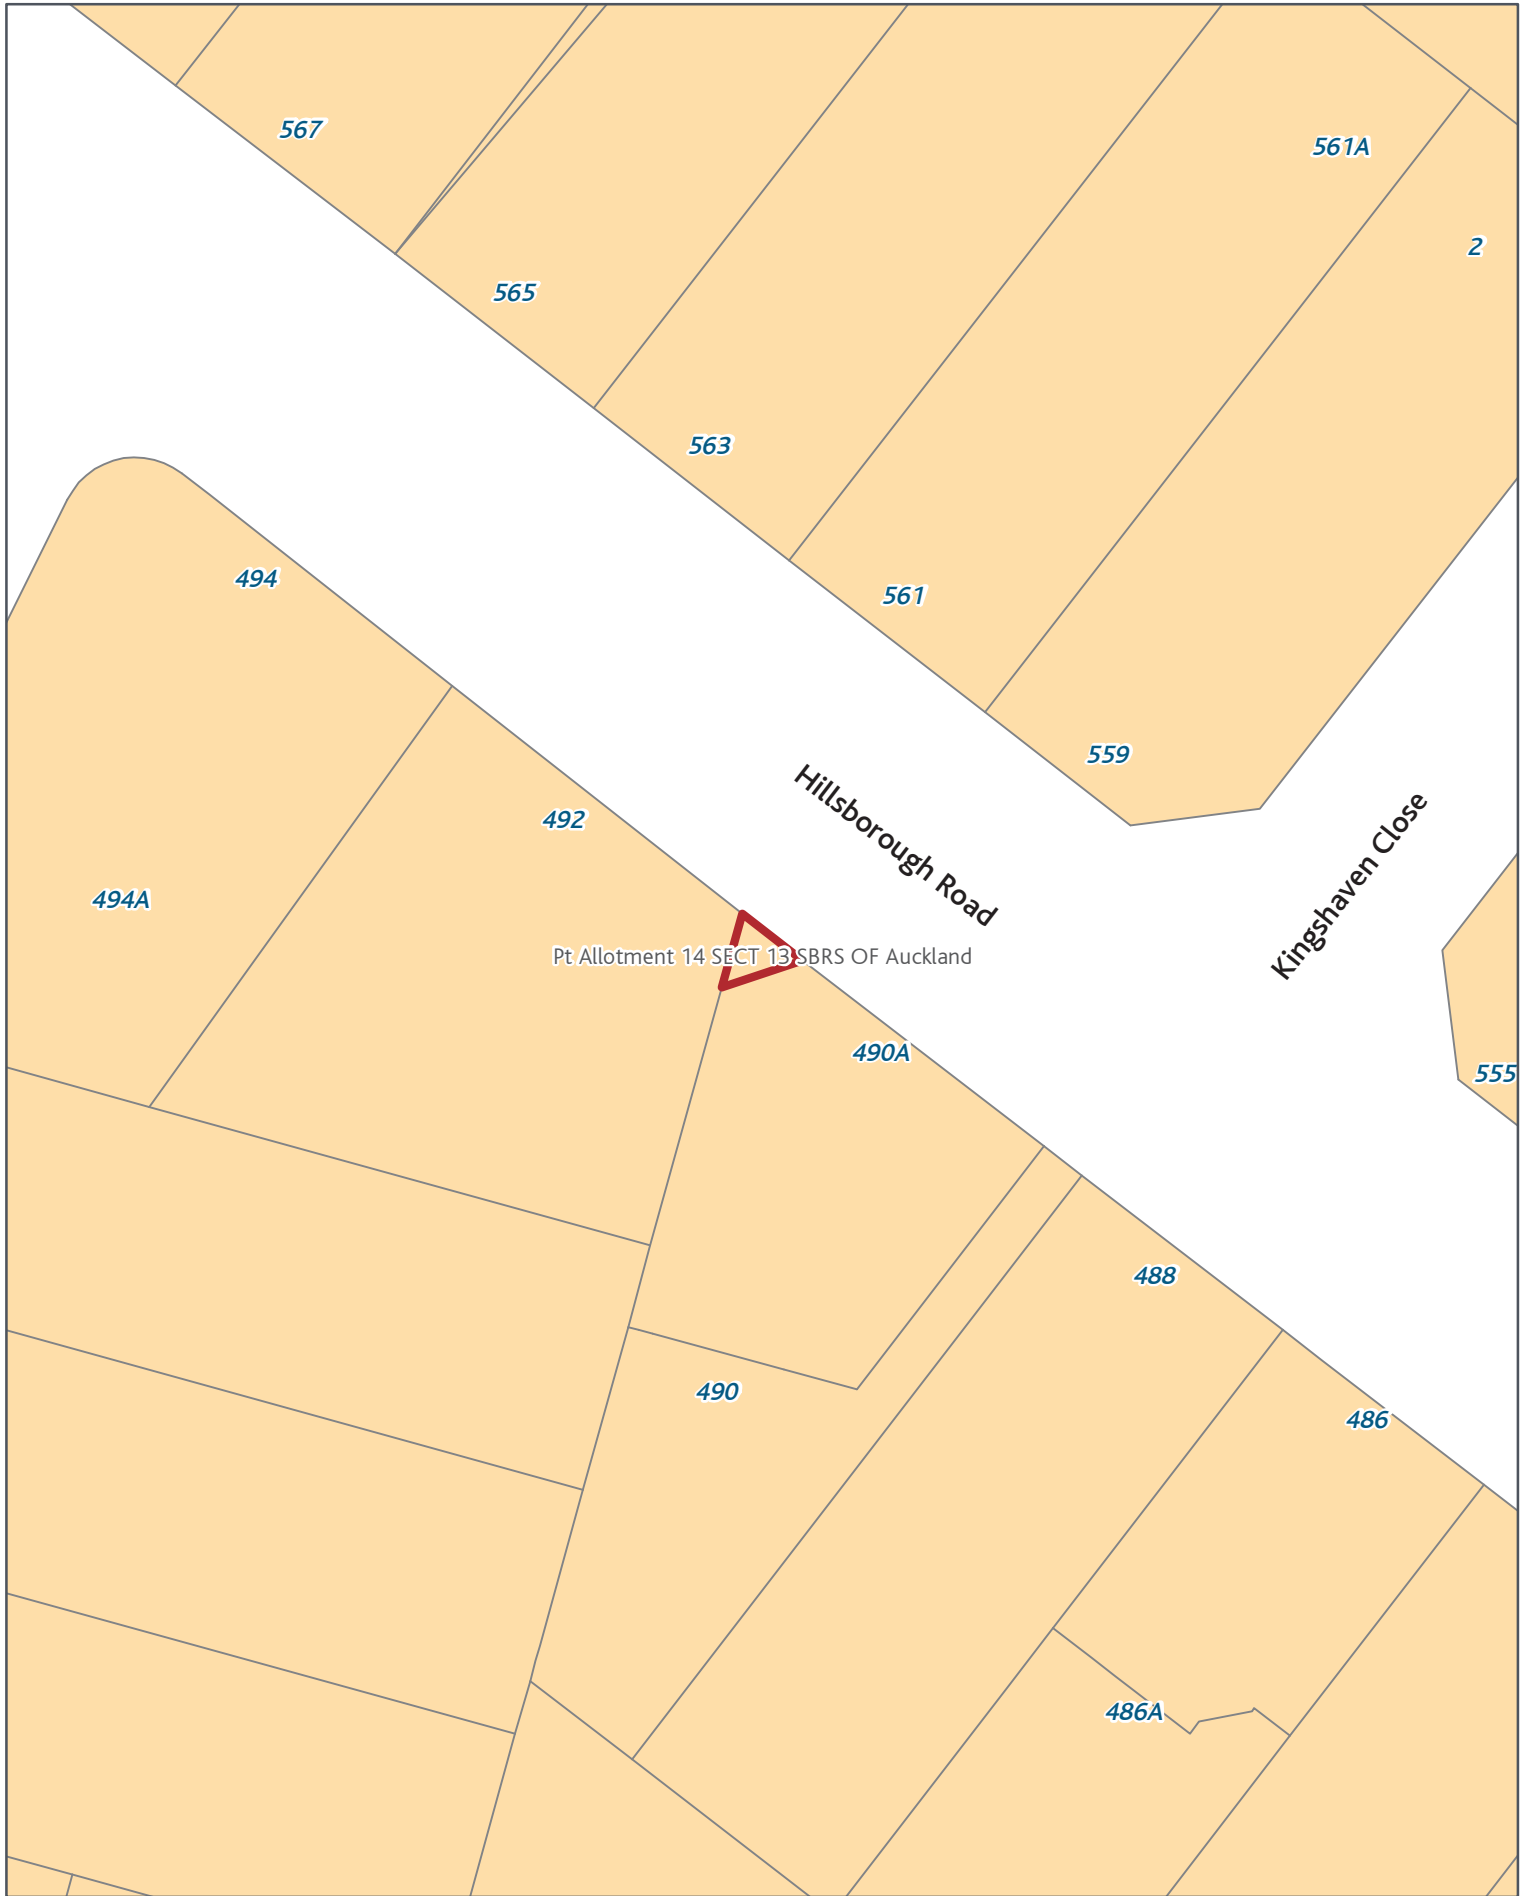 567
561A
2
565
563
494
561
559
492
Hillsborough Road
Kingshaven Close
494A
Pt Allotment 14 SECT 13 SBRS OF Auckland
490A
555
488
490
486
486A